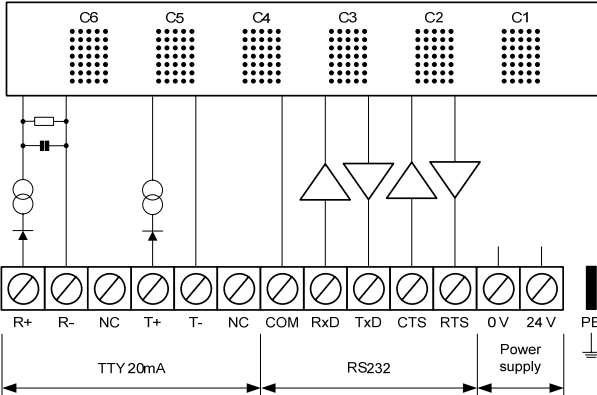 C6 C5 C4 C3 C2 C1
R+ R- NC T+ T- NC COM RxD TxD CTS RTS 0 V 24 V PE
TTY 20mA RS232 Power supply